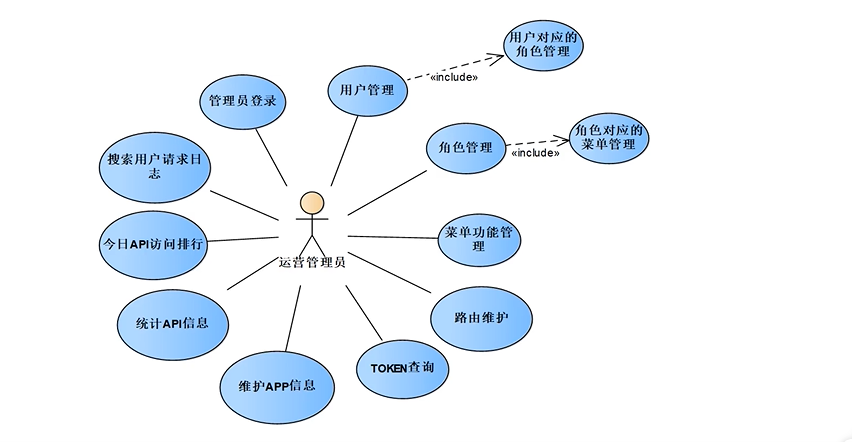 用户对应的
角色管理
«include»
用户管理
管理员登录
角色对应的
菜单管理
«include»
角色管理
搜索用户请求日
志
菜单功能管
理
今日API访问排行
运营管理员
统计API信息
路由维护
TOKEN查询
维护APP信息